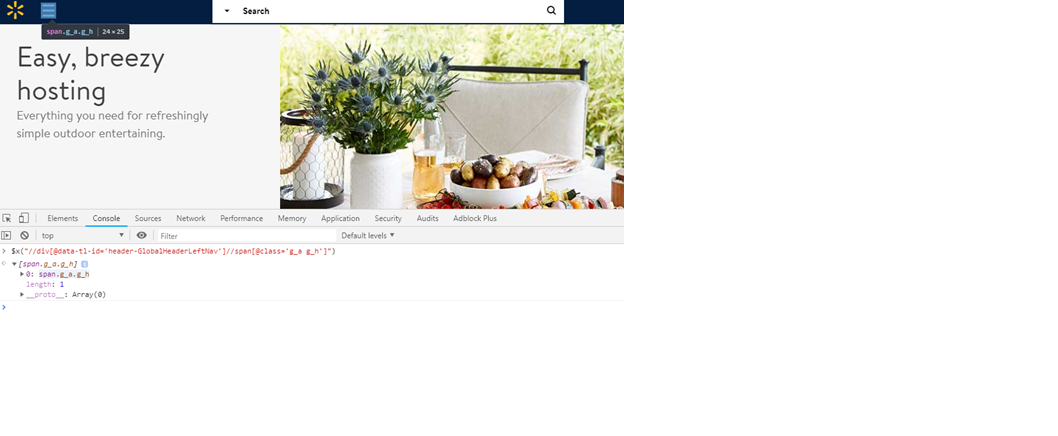 Search
span.g_a.g_h | 24 × 25
Easy, breezy
hosting
Everything you need for refreshingly
simple outdoor entertaining.
Elements Console Sources Network Performance Memory Application Security Audits Adblock Plus
top Filter Default levels
$x("//div[@data-tl-id='header-GlobalHeaderLeftNav']//span[@class='g_a g_h']")
[span.g_a.g_h]
0: span.g_a.g_h
length: 1
__proto__: Array(0)